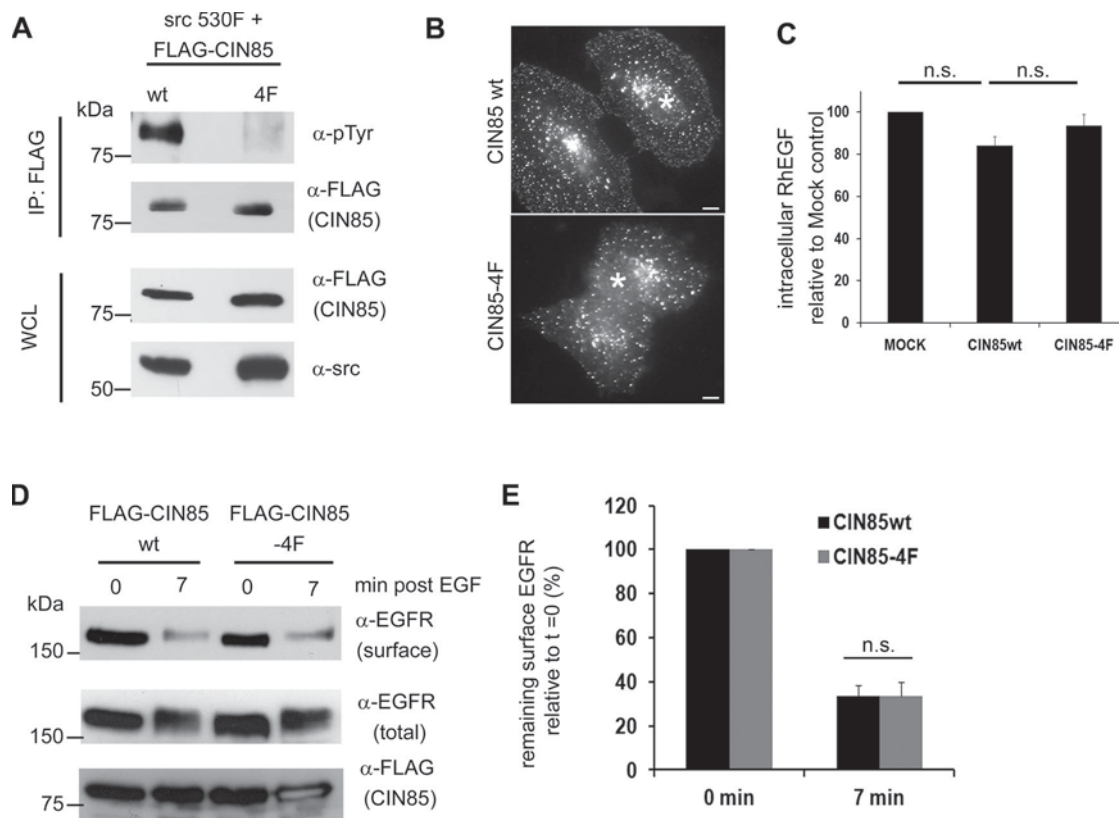 A
src 530F +
FLAG-CIN85
wt 4F
kDa
IP: FLAG
75
α-pTyr
75
α-FLAG
(CIN85)
WCL
75
α-FLAG
(CIN85)
50
α-src
B
CIN85 wt
*
CIN85-4F
*
C
n.s. n.s.
intracellular RhEGF
relative to Mock control
100
80
60
40
20
0
MOCK CIN85wt CIN85-4F
D
FLAG-CIN85 FLAG-CIN85
wt -4F
0 7 0 7 min post EGF
kDa
150
α-EGFR
(surface)
150
α-EGFR
(total)
75
α-FLAG
(CIN85)
E
remaining surface EGFR
relative to t =0 (%)
120
100
80
60
40
20
0
CIN85wt
CIN85-4F
n.s.
0 min 7 min